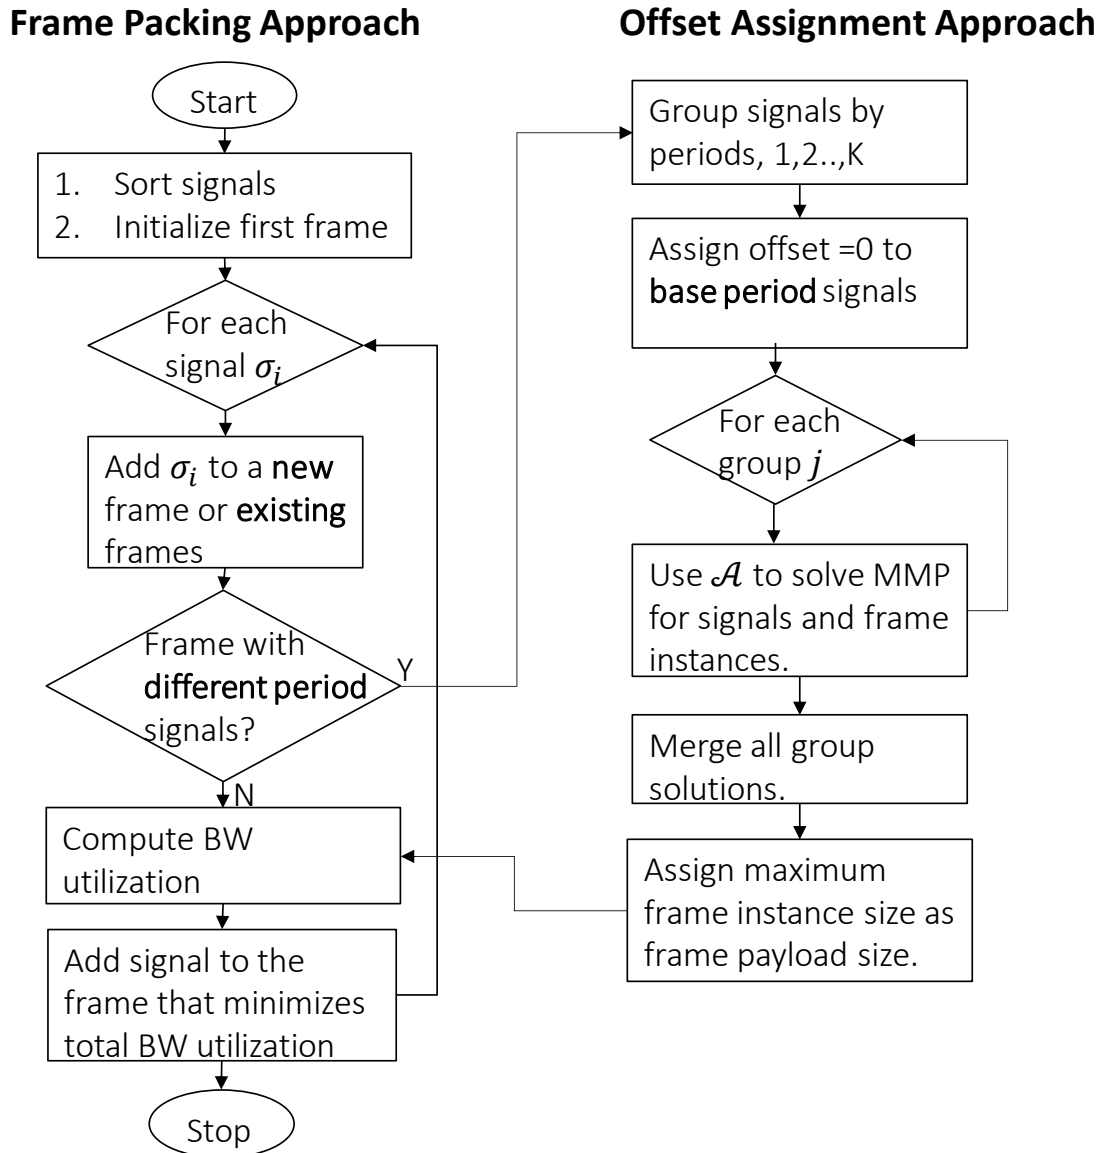 Frame Packing Approach
Start
1. Sort signals
2. Initialize first frame
For each
signal σᵢ
Add σᵢ to a new
frame or existing
frames
Frame with
different period
signals?
Y
N
Compute BW
utilization
Add signal to the
frame that minimizes
total BW utilization
Stop
Offset Assignment Approach
Group signals by
periods, 1,2..,K
Assign offset =0 to
base period signals
For each
group j
Use 𝒜 to solve MMP
for signals and frame
instances.
Merge all group
solutions.
Assign maximum
frame instance size as
frame payload size.